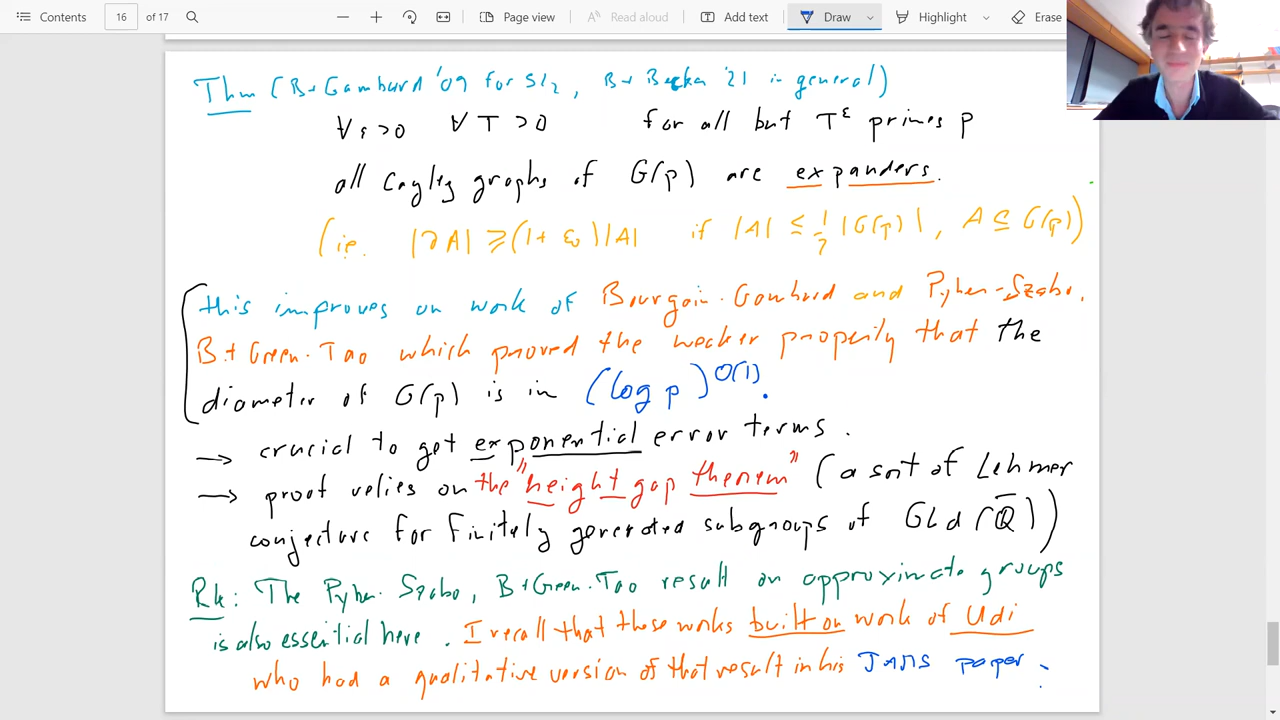 Contents
16 of 17
Page view
Read aloud
Add text
Draw
Highlight
Erase
Thm (B+Gamburd '09 for SL2, B+Becker '21 in general)
∀ε>0 ∀T>0 for all but T^ε primes p
all Cayley graphs of G(p) are expanders.
(ie. |∂A| ≥ (1+ε₀)|A| if |A| ≤ 1/2 |G(p)|, A ⊆ G(p))
this improves on work of Bourgain-Gamburd and Pyber-Szabo,
B+Green-Tao which proved the weaker property that the
diameter of G(p) is in (log p)^O(1).
→ crucial to get exponential error terms.
→ proof relies on the "height gap theorem" (a sort of Lehmer
conjecture for finitely generated subgroups of GLd(Q̄))
Rk: The Pyber-Szabo, B+Green-Tao result on approximate groups
is also essential here. I recall that these works built on work of Udi
who had a qualitative version of that result in his JAMS paper.